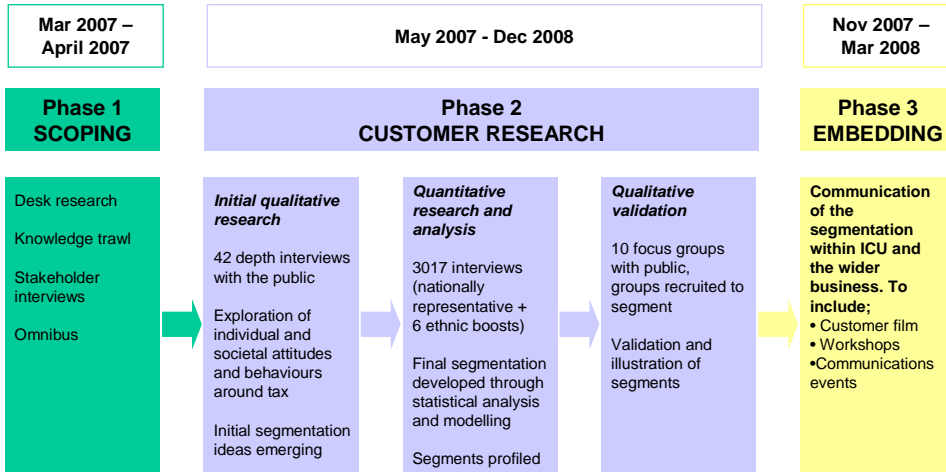 Mar 2007 –
April 2007
May 2007 - Dec 2008
Nov 2007 –
Mar 2008
Phase 1
SCOPING
Phase 2
CUSTOMER RESEARCH
Phase 3
EMBEDDING
Desk research
Knowledge trawl
Stakeholder
interviews
Omnibus
Initial qualitative
research
42 depth interviews
with the public
Exploration of
individual and
societal attitudes
and behaviours
around tax
Initial segmentation
ideas emerging
Quantitative
research and
analysis
3017 interviews
(nationally
representative +
6 ethnic boosts)
Final segmentation
developed through
statistical analysis
and modelling
Segments profiled
Qualitative
validation
10 focus groups
with public,
groups recruited to
segment
Validation and
illustration of
segments
Communication
of the
segmentation
within ICU and
the wider
business. To
include;
• Customer film
• Workshops
•Communications
events